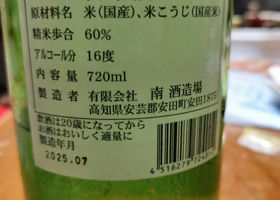 原材料名 米(国産)、米こうじ(国産米)
精米歩合 60%
アルコール分 16度
内容量 720ml
製造者 有限会社 南 酒造場
高知県安芸郡安田町安田1875
飲酒は20歳になってから
お酒はおいしく適量に
製造年月
2025.07